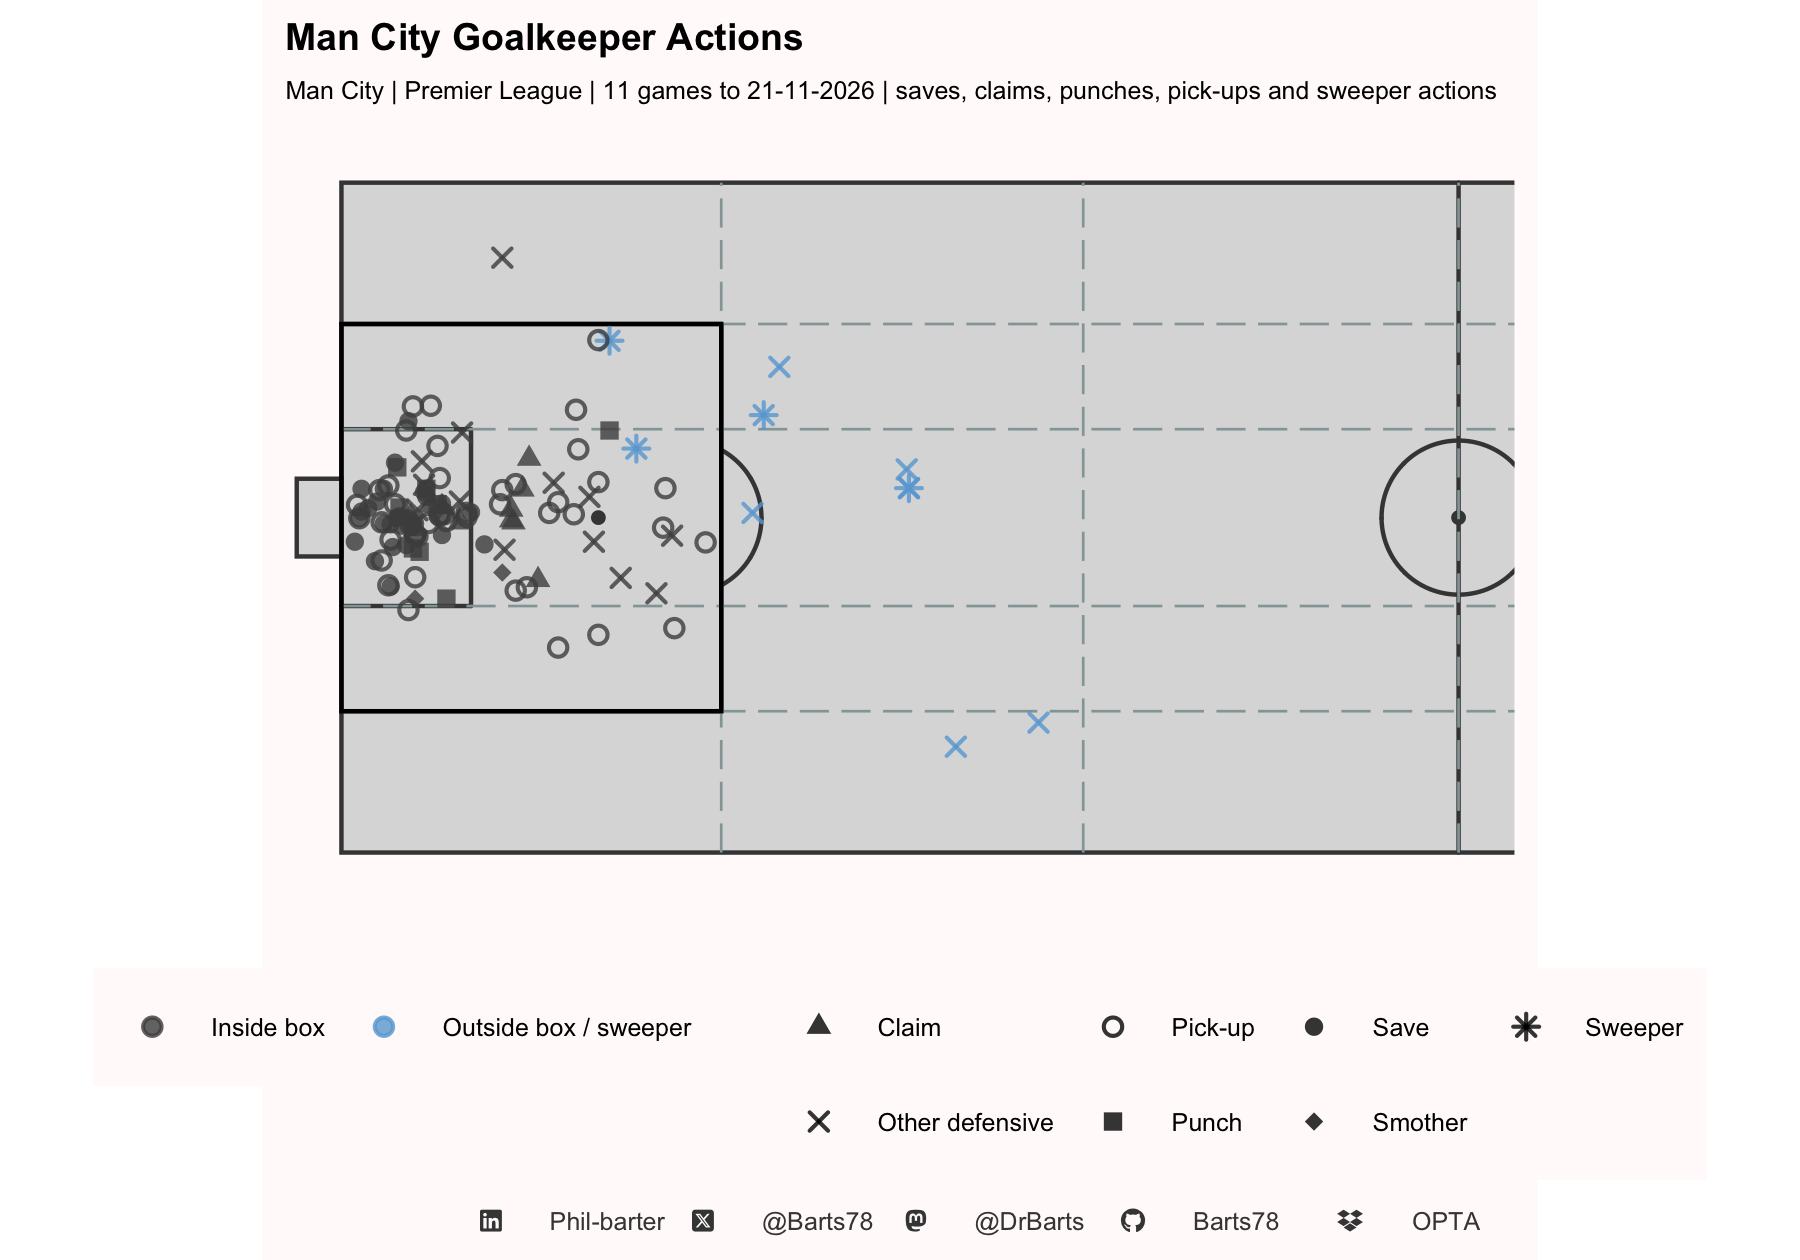 Man City Goalkeeper Actions
Man City | Premier League | 11 games to 21-11-2026 | saves, claims, punches, pick-ups and sweeper actions
Inside box Outside box / sweeper Claim Pick-up Save Sweeper
Other defensive Punch Smother
Phil-barter @Barts78 @DrBarts Barts78 OPTA